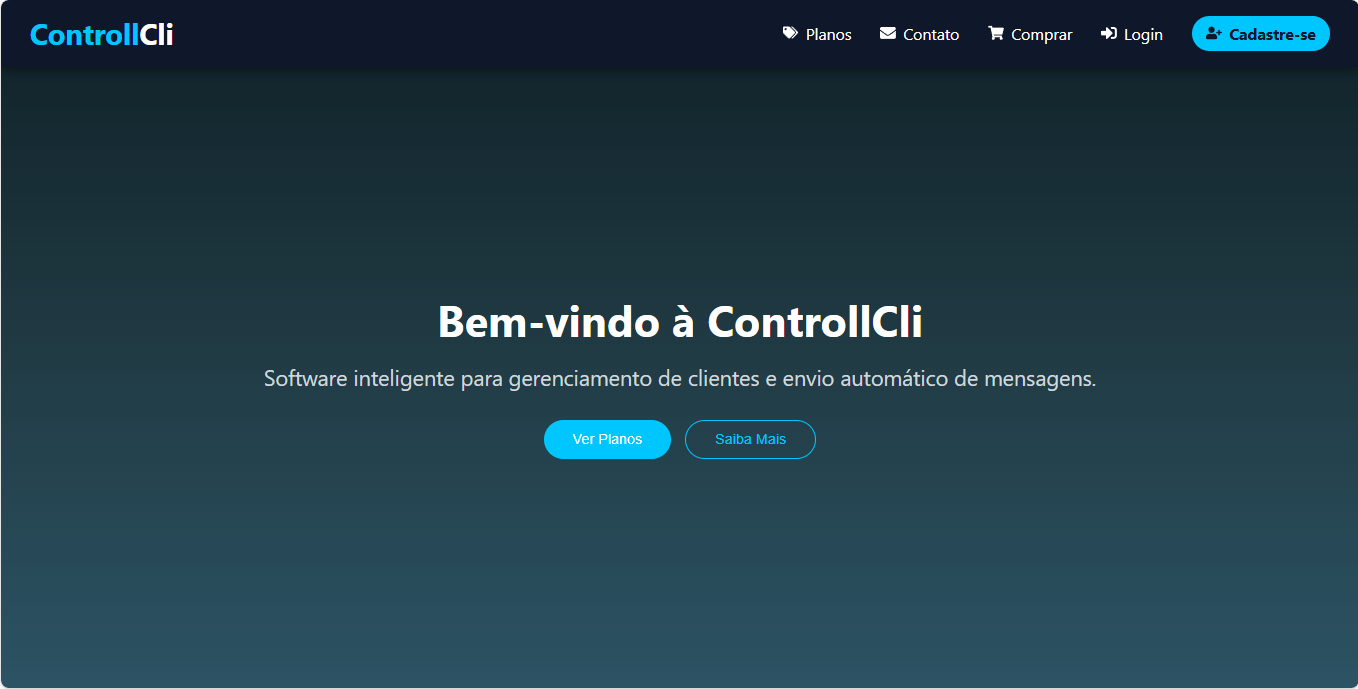 ControllCli
Planos
Contato
Comprar
Login
Cadastre-se
Bem-vindo à ControllCli
Software inteligente para gerenciamento de clientes e envio automático de mensagens.
Ver Planos
Saiba Mais